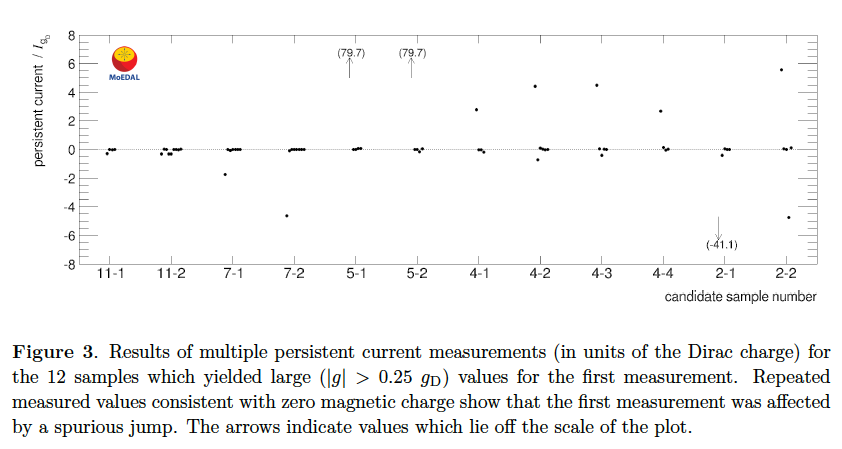 persistent current / I_gD
8
6
4
2
0
-2
-4
-6
-8
MoEDAL
(79.7) (79.7)
(-41.1)
11-1 11-2 7-1 7-2 5-1 5-2 4-1 4-2 4-3 4-4 2-1 2-2
candidate sample number
Figure 3. Results of multiple persistent current measurements (in units of the Dirac charge) for
the 12 samples which yielded large (|g| > 0.25 gD) values for the first measurement. Repeated
measured values consistent with zero magnetic charge show that the first measurement was affected
by a spurious jump. The arrows indicate values which lie off the scale of the plot.